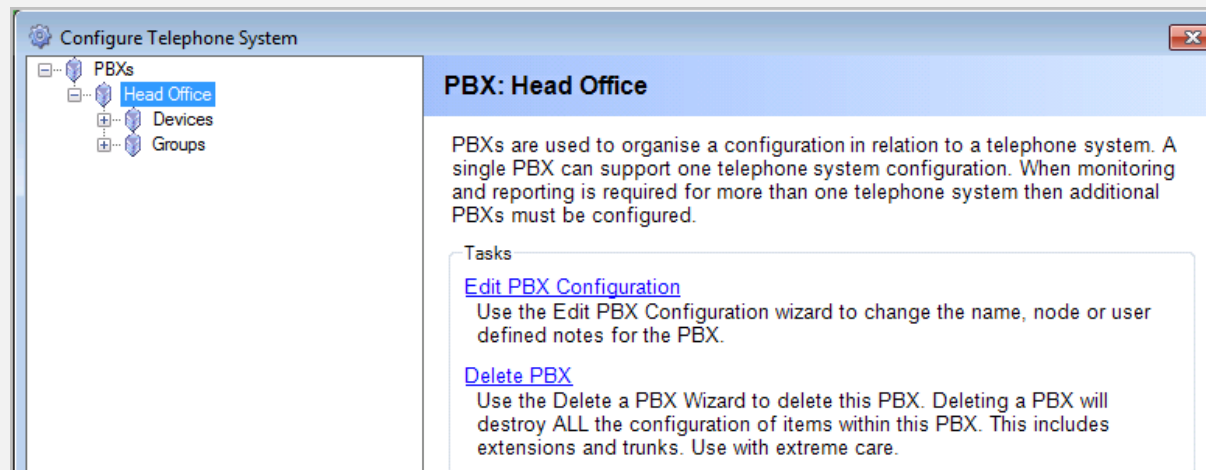 Configure Telephone System
PBXs
Head Office
Devices
Groups
PBX: Head Office
PBXs are used to organise a configuration in relation to a telephone system. A
single PBX can support one telephone system configuration. When monitoring
and reporting is required for more than one telephone system then additional
PBXs must be configured.
Tasks
Edit PBX Configuration
Use the Edit PBX Configuration wizard to change the name, node or user
defined notes for the PBX.
Delete PBX
Use the Delete a PBX Wizard to delete this PBX. Deleting a PBX will
destroy ALL the configuration of items within this PBX. This includes
extensions and trunks. Use with extreme care.